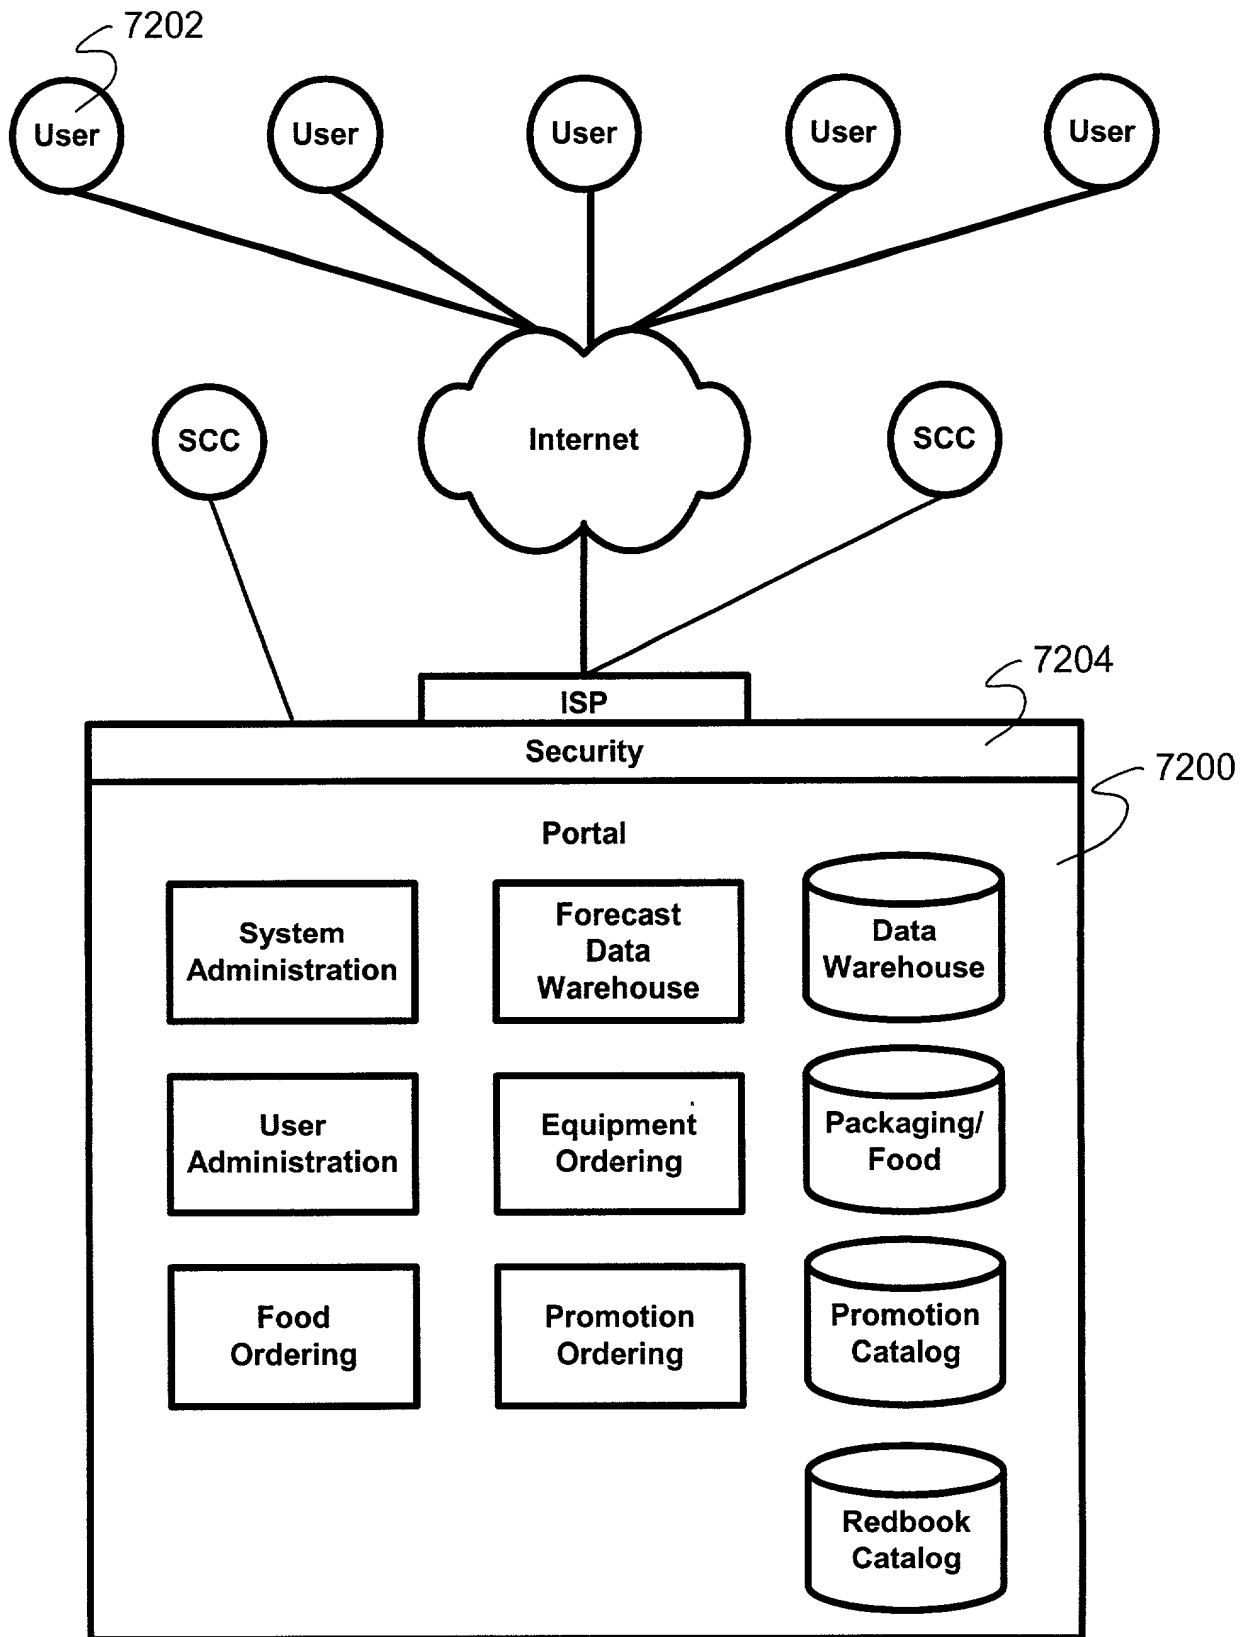 7202
User
User
User
User
User
SCC
Internet
SCC
7204
ISP
Security
7200
Portal
System
Administration
Forecast
Data
Warehouse
Data
Warehouse
User
Administration
Equipment
Ordering
Packaging/
Food
Food
Ordering
Promotion
Ordering
Promotion
Catalog
Redbook
Catalog